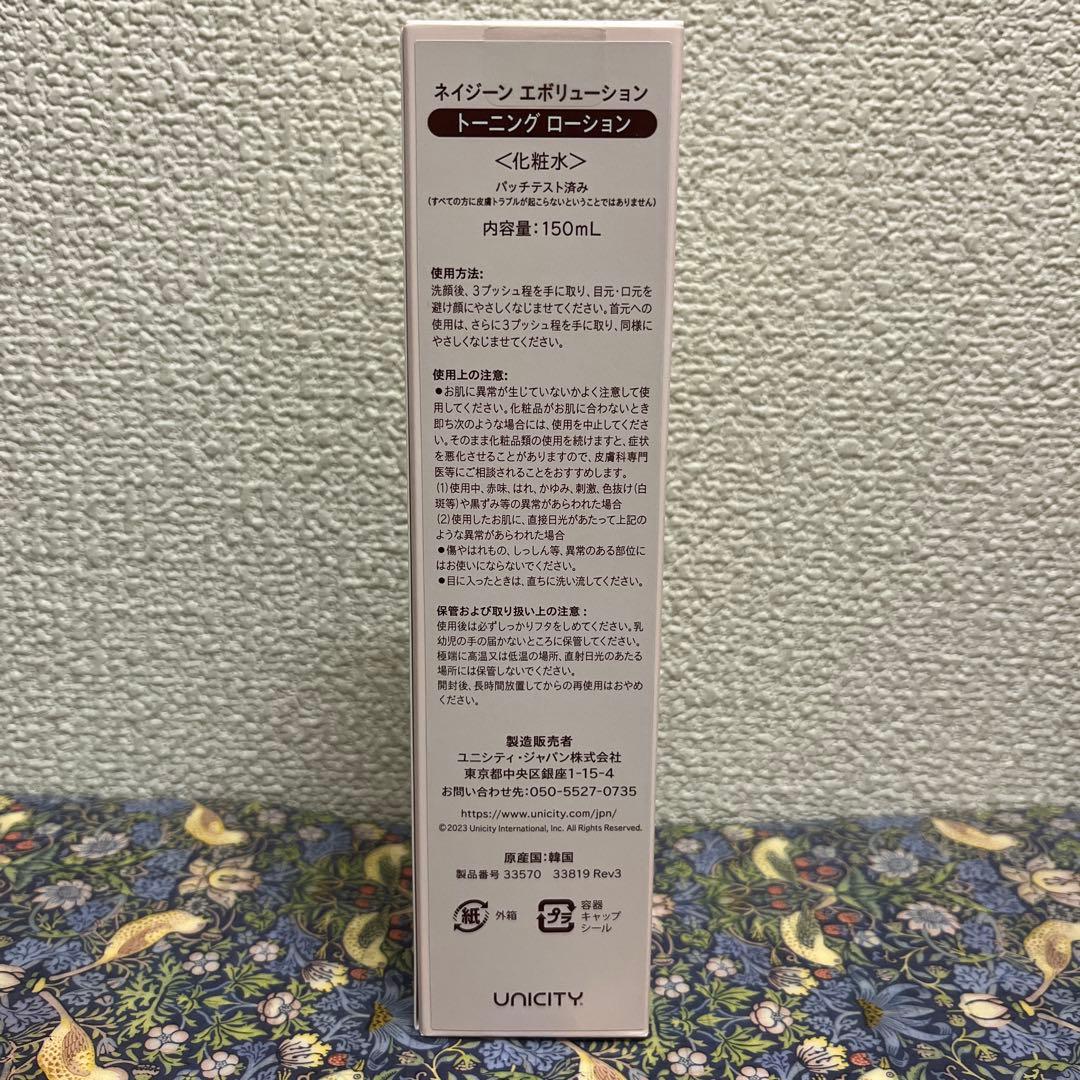 ネイジーン エボリューション
トーニング ローション
＜化粧水＞
パッチテスト済み
(すべての方に皮膚トラブルが起こらないということではありません)
内容量:150mL
使用方法:
洗顔後、3プッシュ程を手に取り、目元・口元を
避け顔にやさしくなじませてください。首元への
使用は、さらに3プッシュ程を手に取り、同様に
やさしくなじませてください。
使用上の注意:
●お肌に異常が生じていないかよく注意して使
用してください。化粧品がお肌に合わないとき
即ち次のような場合には、使用を中止してくださ
い。そのまま化粧品類の使用を続けますと、症状
を悪化させることがありますので、皮膚科専門
医等にご相談されることをおすすめします。
(1)使用中、赤味、はれ、かゆみ、刺激、色抜け(白
斑等)や黒ずみ等の異常があらわれた場合
(2)使用したお肌に、直接日光があたって上記の
ような異常があらわれた場合
●傷やはれもの、しっしん等、異常のある部位に
はお使いにならないでください。
●目に入ったときは、直ちに洗い流してください。
保管および取り扱い上の注意:
使用後は必ずしっかりフタをしめてください。乳
幼児の手の届かないところに保管してください。
極端に高温又は低温の場所、直射日光のあたる
場所には保管しないでください。
開封後、長時間放置してからの再使用はおやめ
ください。
製造販売者
ユニシティ・ジャパン株式会社
東京都中央区銀座1-15-4
お問い合わせ先:050-5527-0735
https://www.unicity.com/jpn/
©2023 Unicity International, Inc. All Rights Reserved.
原産国:韓国
製品番号 33570 33819 Rev3
紙 外箱
プラ 容器
キャップ
シール
UNICITY